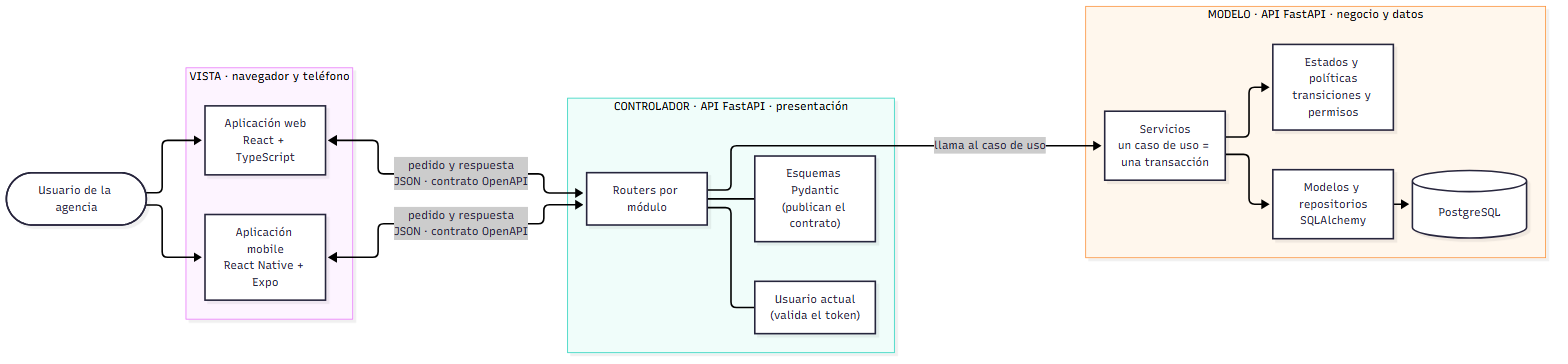 Usuario de la
agencia
VISTA · navegador y teléfono
Aplicación web
React +
TypeScript
Aplicación
mobile
React Native +
Expo
pedido y respuesta
JSON · contrato OpenAPI
pedido y respuesta
JSON · contrato OpenAPI
CONTROLADOR · API FastAPI · presentación
Routers por
módulo
Esquemas
Pydantic
(publican el
contrato)
Usuario actual
(valida el token)
llama al caso de uso
MODELO · API FastAPI · negocio y datos
Servicios
un caso de uso =
una transacción
Estados y
políticas
transiciones y
permisos
Modelos y
repositorios
SQLAlchemy
PostgreSQL